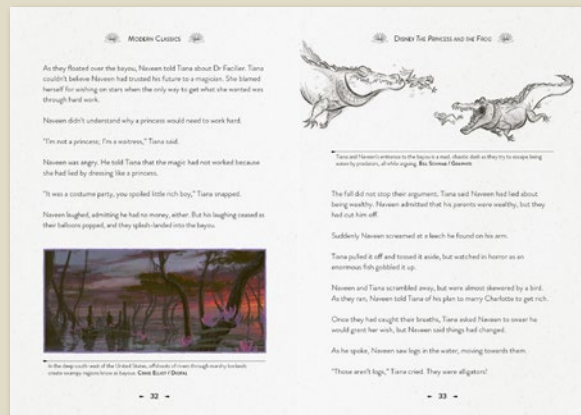 MODERN CLASSICS
As they floated over the bayou, Naveen told Tiana about Dr Facilier. Tiana
couldn't believe Naveen had trusted his future to a magician. She blamed
herself for wishing on stars when the only way to get what she wanted was
through hard work.
Naveen didn't understand why a princess would need to work hard.
"I'm not a princess; I'm a waitress," Tiana said.
Naveen was angry. He told Tiana that the magic had not worked because
she had lied by dressing like a princess.
"It was a costume party, you spoiled little rich boy," Tiana snapped.
Naveen laughed, admitting he had no money, either. But his laughing ceased as
their balloons popped, and they splash-landed into the bayou.
In the deep south-east of the United States, offshoots of rivers through marshy lowlands
create swampy regions known as bayous.
32
DISNEY THE PRINCESS AND THE FROG
Tiana and Naveen's entrance to the bayou is a mad, chaotic dash as they try to escape being
eaten by predators, all while arguing.
The fall did not stop their argument. Tiana said Naveen had lied about
being wealthy. Naveen admitted that his parents were wealthy, but they
had cut him off.
Suddenly Naveen screamed at a leech he found on his arm.
Tiana pulled it off and tossed it aside, but watched in horror as an
enormous fish gobbled it up.
Naveen and Tiana scrambled away, but were almost skewered by a bird.
As they ran, Naveen told Tiana of his plan to marry Charlotte to get rich.
Once they had caught their breaths, Tiana asked Naveen to swear he
would grant her wish, but Naveen said things had changed.
As he spoke, Naveen saw logs in the water, moving towards them.
"Those aren't logs," Tiana cried. They were alligators!
33